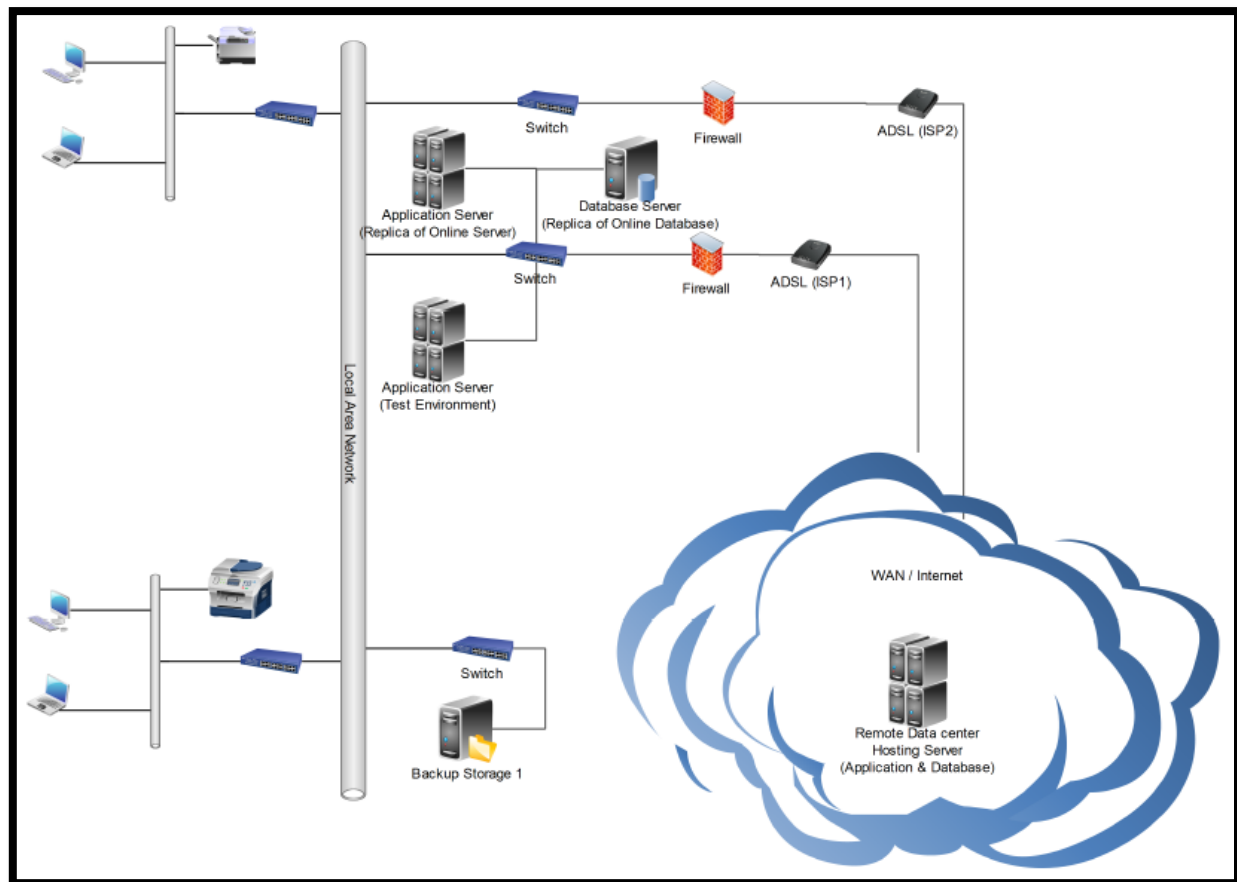 Switch
Firewall
ADSL (ISP2)
Application Server
(Replica of Online Server)
Database Server
(Replica of Online Database)
Switch
Firewall
ADSL (ISP1)
Application Server
(Test Environment)
Local Area Network
WAN / Internet
Switch
Backup Storage 1
Remote Data center
Hosting Server
(Application & Database)